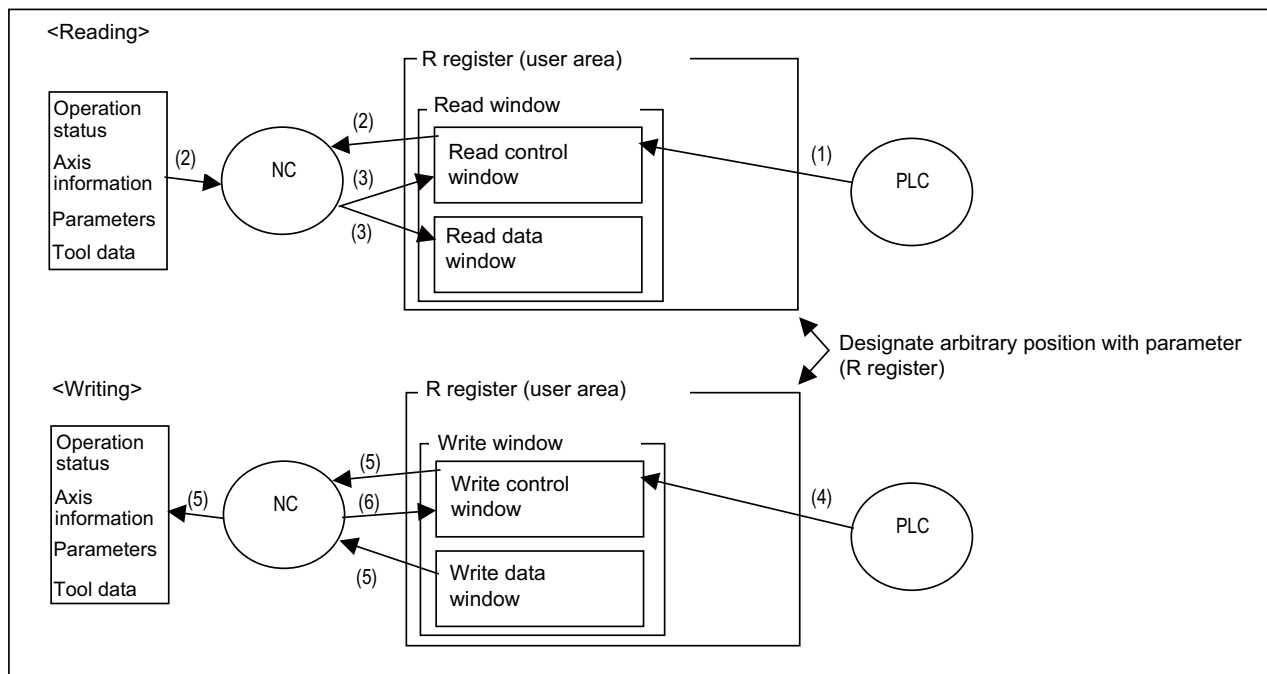 <Reading>
R register (user area)
Read window
Operation
status
Axis
information
Parameters
Tool data
(2)
NC
(2)
(3)
(3)
Read control
window
Read data
window
(1)
PLC
Designate arbitrary position with parameter
(R register)
<Writing>
R register (user area)
Write window
Operation
status
Axis
information
Parameters
Tool data
(5)
NC
(5)
(6)
(5)
Write control
window
Write data
window
(4)
PLC